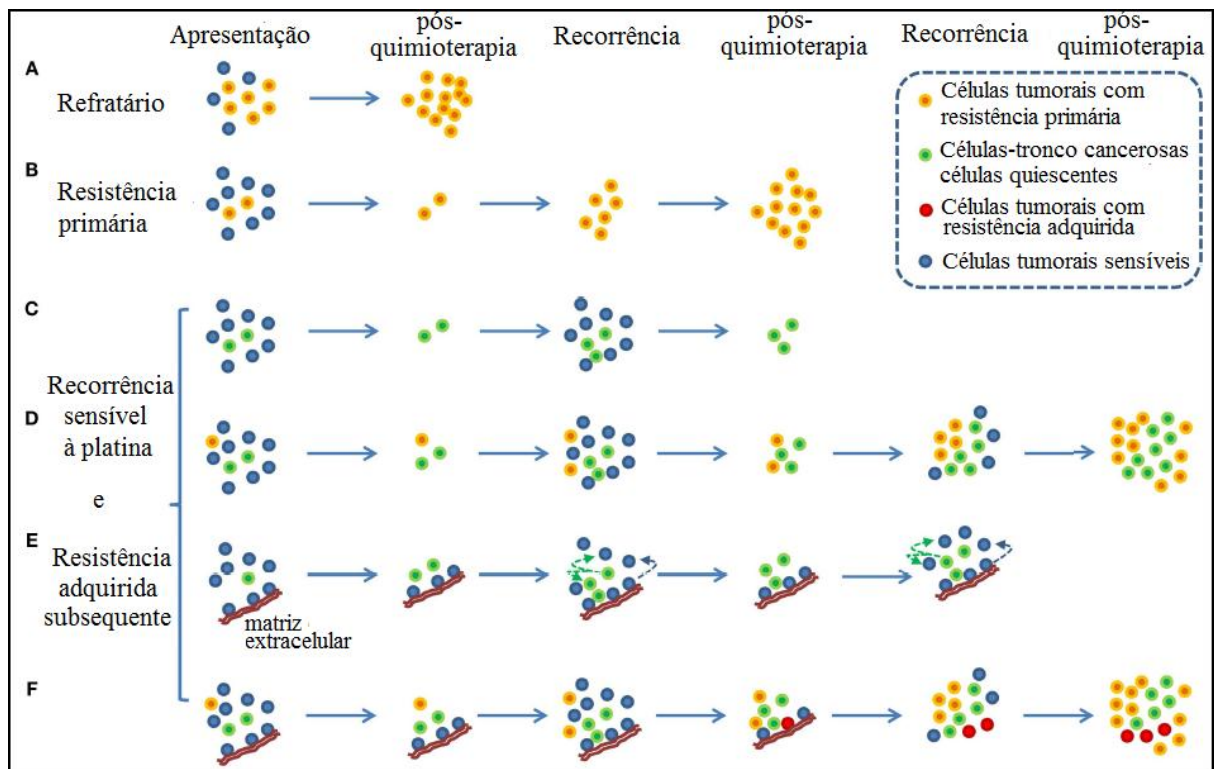 Apresentação
pós-
quimioterapia
Recorrência
pós-
quimioterapia
Recorrência
pós-
quimioterapia
A
Refratário
B
Resistência
primária
C
D
E
F
Recorrência
sensível
à platina
e
Resistência
adquirida
subsequente
matriz
extracelular
Células tumorais com
resistência primária
Células-tronco cancerosas
células quiescentes
Células tumorais com
resistência adquirida
Células tumorais sensíveis